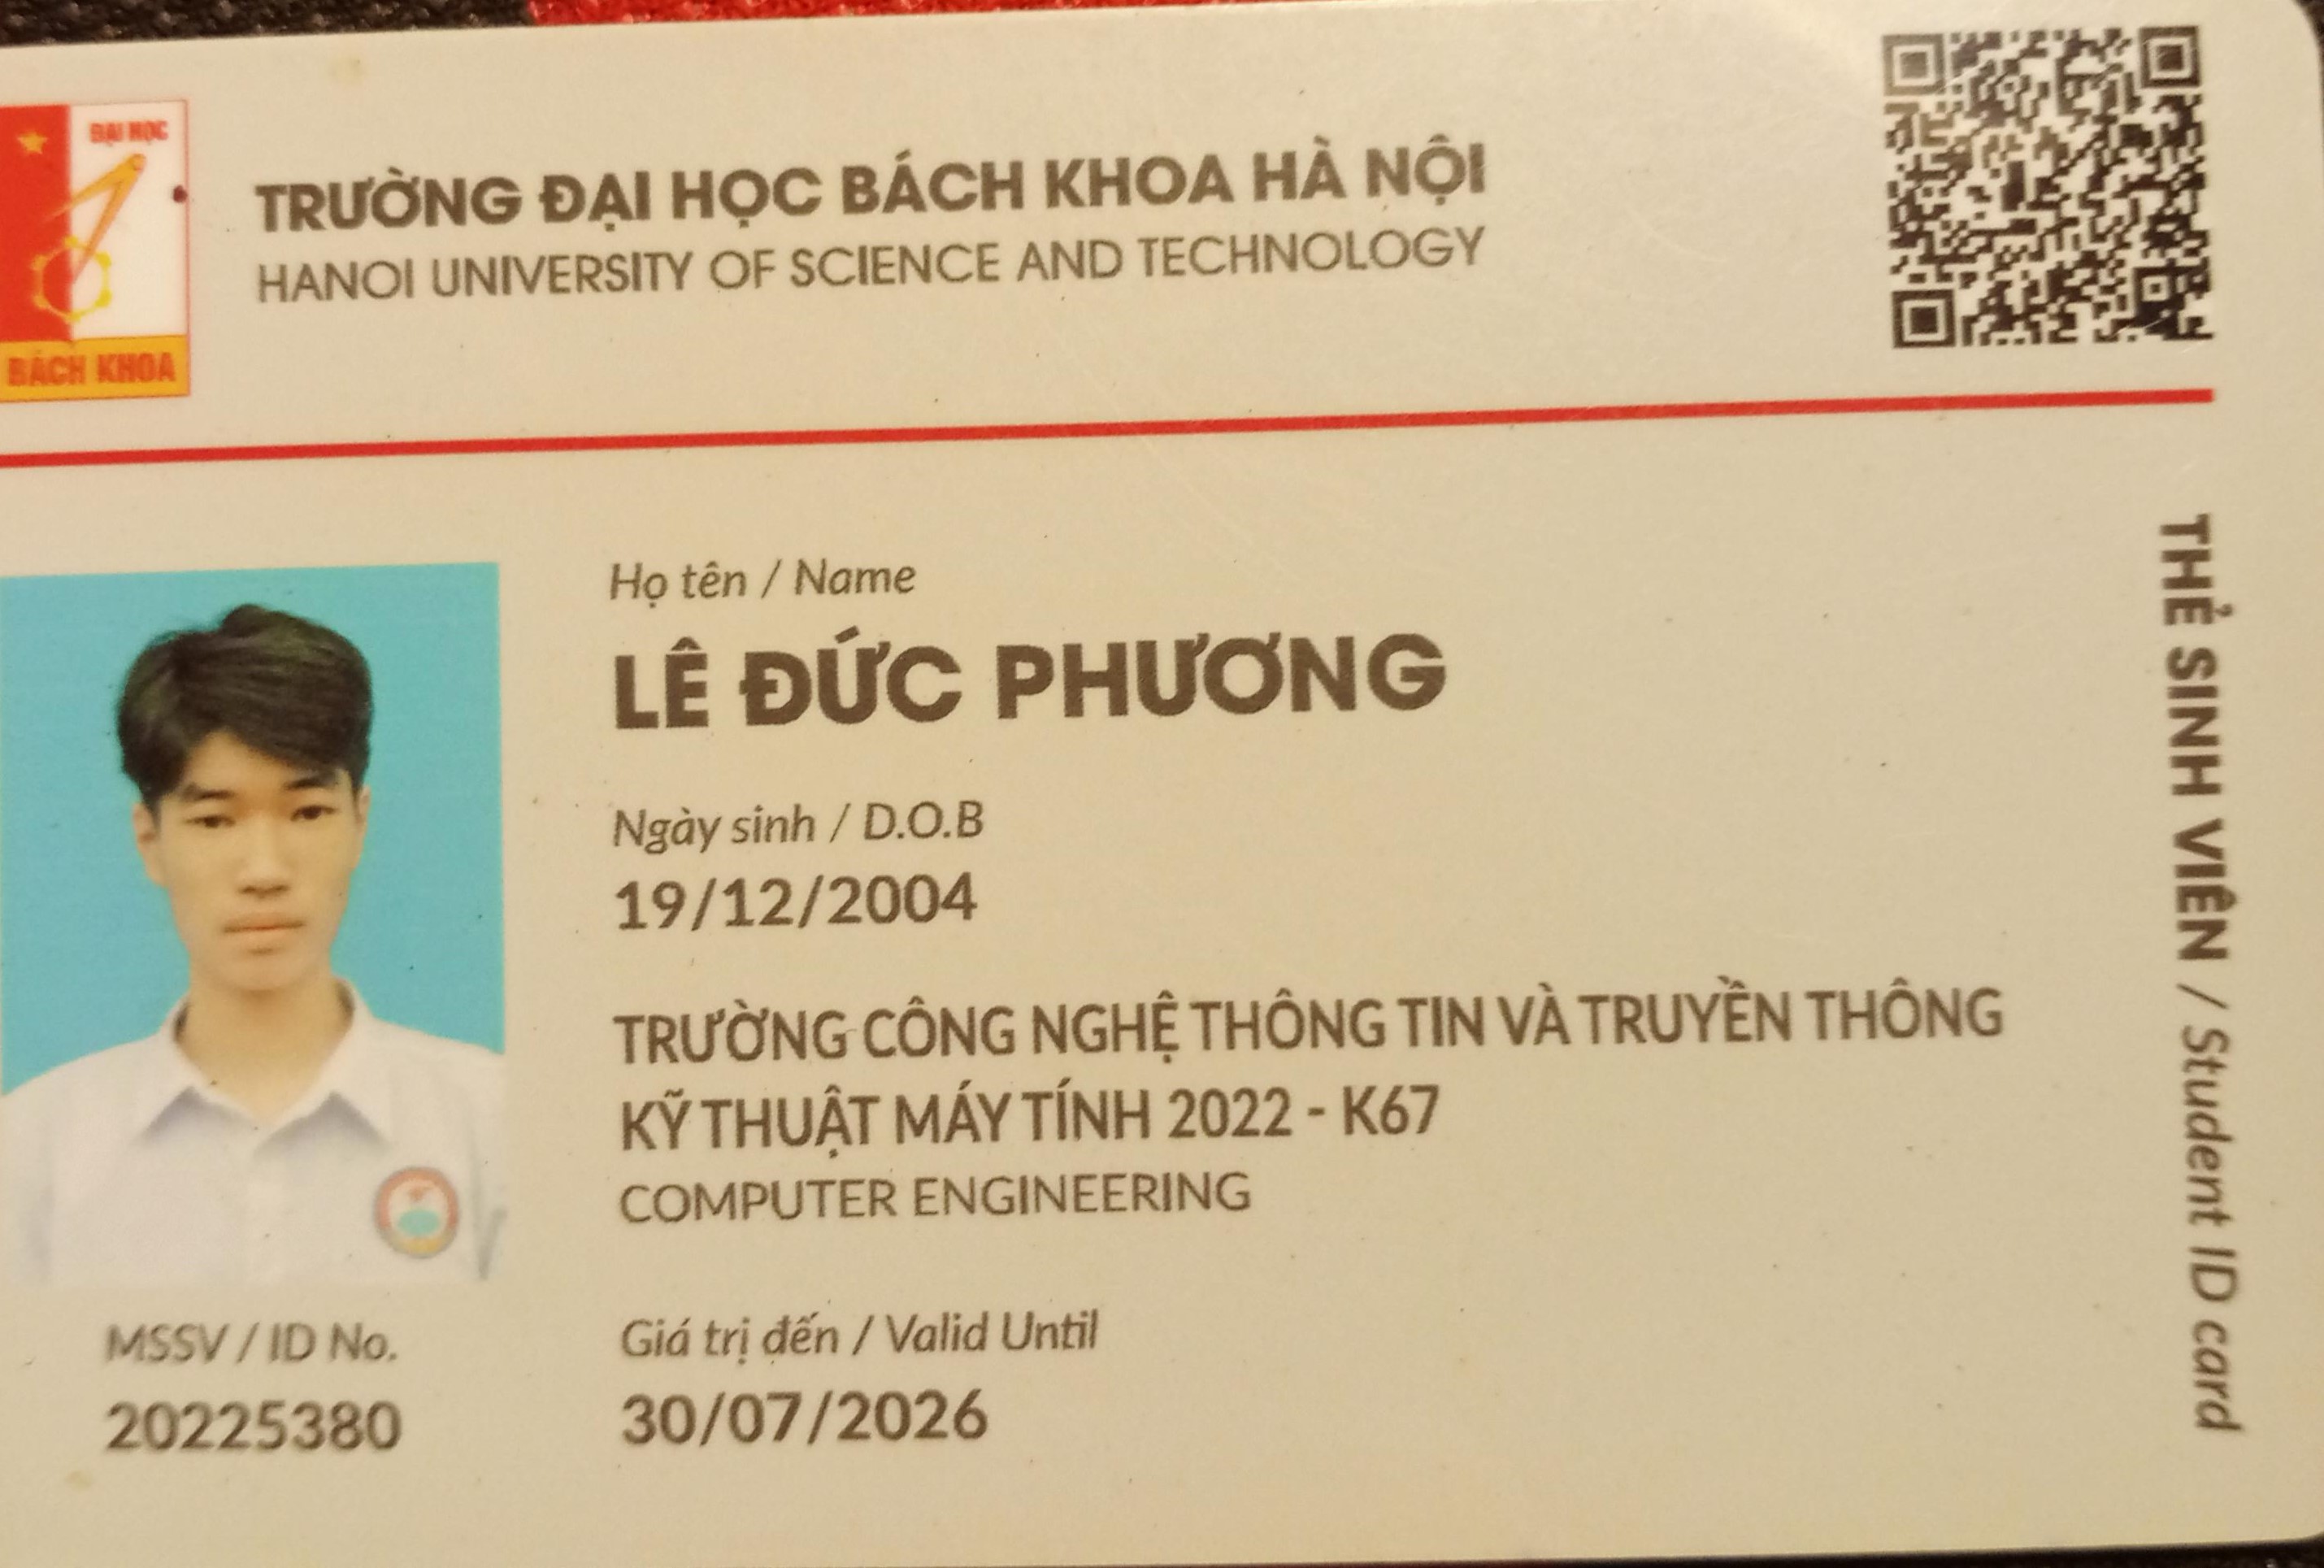 ĐẠI HỌC
BÁCH KHOA
TRƯỜNG ĐẠI HỌC BÁCH KHOA HÀ NỘI
HANOI UNIVERSITY OF SCIENCE AND TECHNOLOGY
Họ tên / Name
LÊ ĐỨC PHƯƠNG
Ngày sinh / D.O.B
19/12/2004
TRƯỜNG CÔNG NGHỆ THÔNG TIN VÀ TRUYỀN THÔNG
KỸ THUẬT MÁY TÍNH 2022 - K67
COMPUTER ENGINEERING
MSSV / ID No.
20225380
Giá trị đến / Valid Until
30/07/2026
THẺ SINH VIÊN / Student ID card